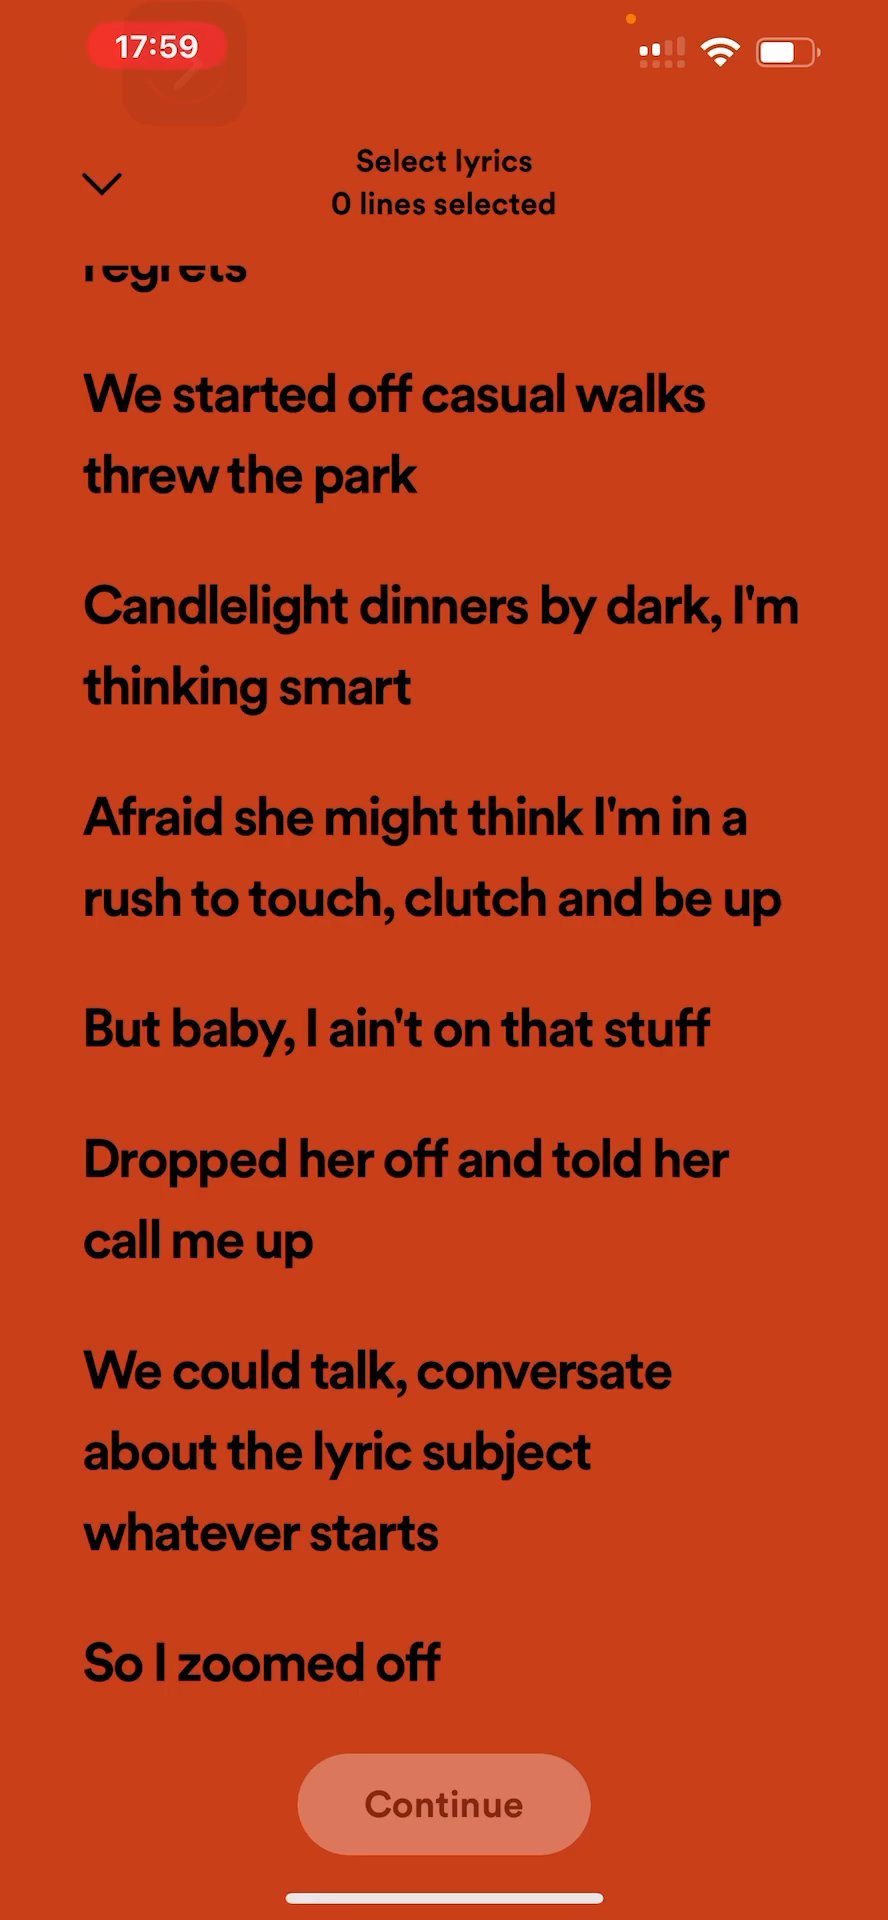 17:59
Select lyrics
0 lines selected
regrets
We started off casual walks
threw the park
Candlelight dinners by dark, I'm
thinking smart
Afraid she might think I'm in a
rush to touch, clutch and be up
But baby, I ain't on that stuff
Dropped her off and told her
call me up
We could talk, conversate
about the lyric subject
whatever starts
So I zoomed off
Continue